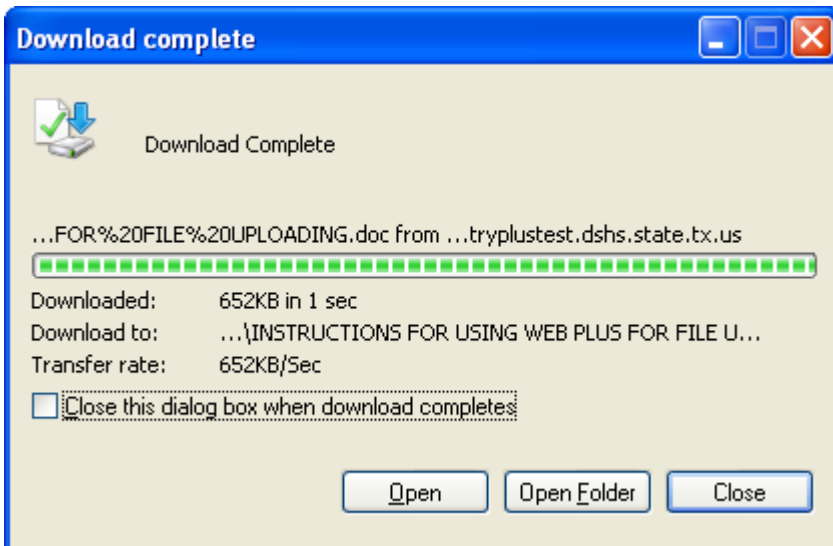 Download complete
Download Complete
...FOR%20FILE%20UPLOADING.doc from ...tryplustest.dshs.state.tx.us
Downloaded: 652KB in 1 sec
Download to: ...\INSTRUCTIONS FOR USING WEB PLUS FOR FILE U...
Transfer rate: 652KB/Sec
Close this dialog box when download completes
Open Open Folder Close